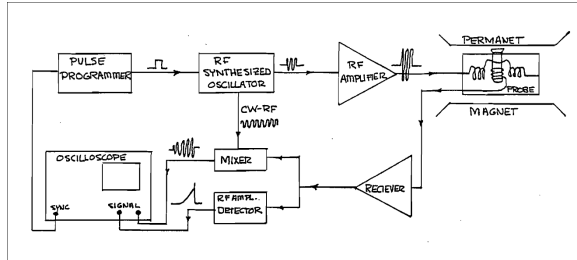 PULSE
PROGRAMMER
RF
SYNTHESIZED
OSCILLATOR
RF
AMPLIFIER
PERMANET
PROBE
MAGNET
CW-RF
MIXER
OSCILLOSCOPE
SYNC
SIGNAL
RF AMPL.
DETECTOR
RECIEVER